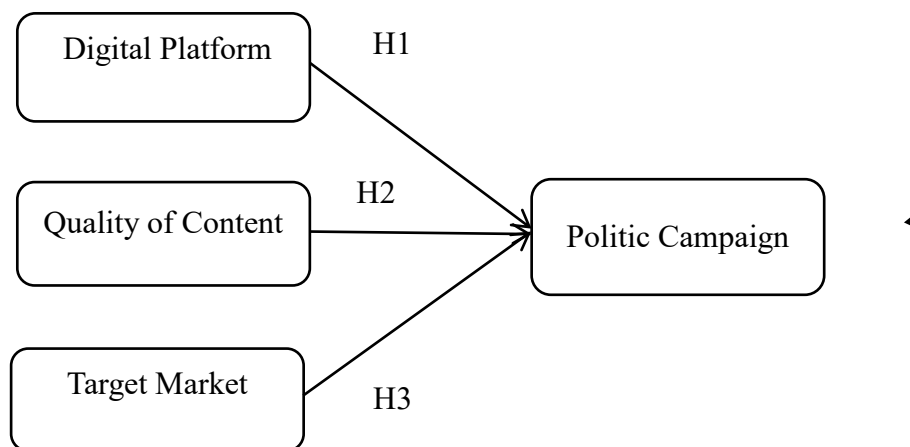 Digital Platform
H1
H2
Quality of Content
Politic Campaign
Target Market
H3